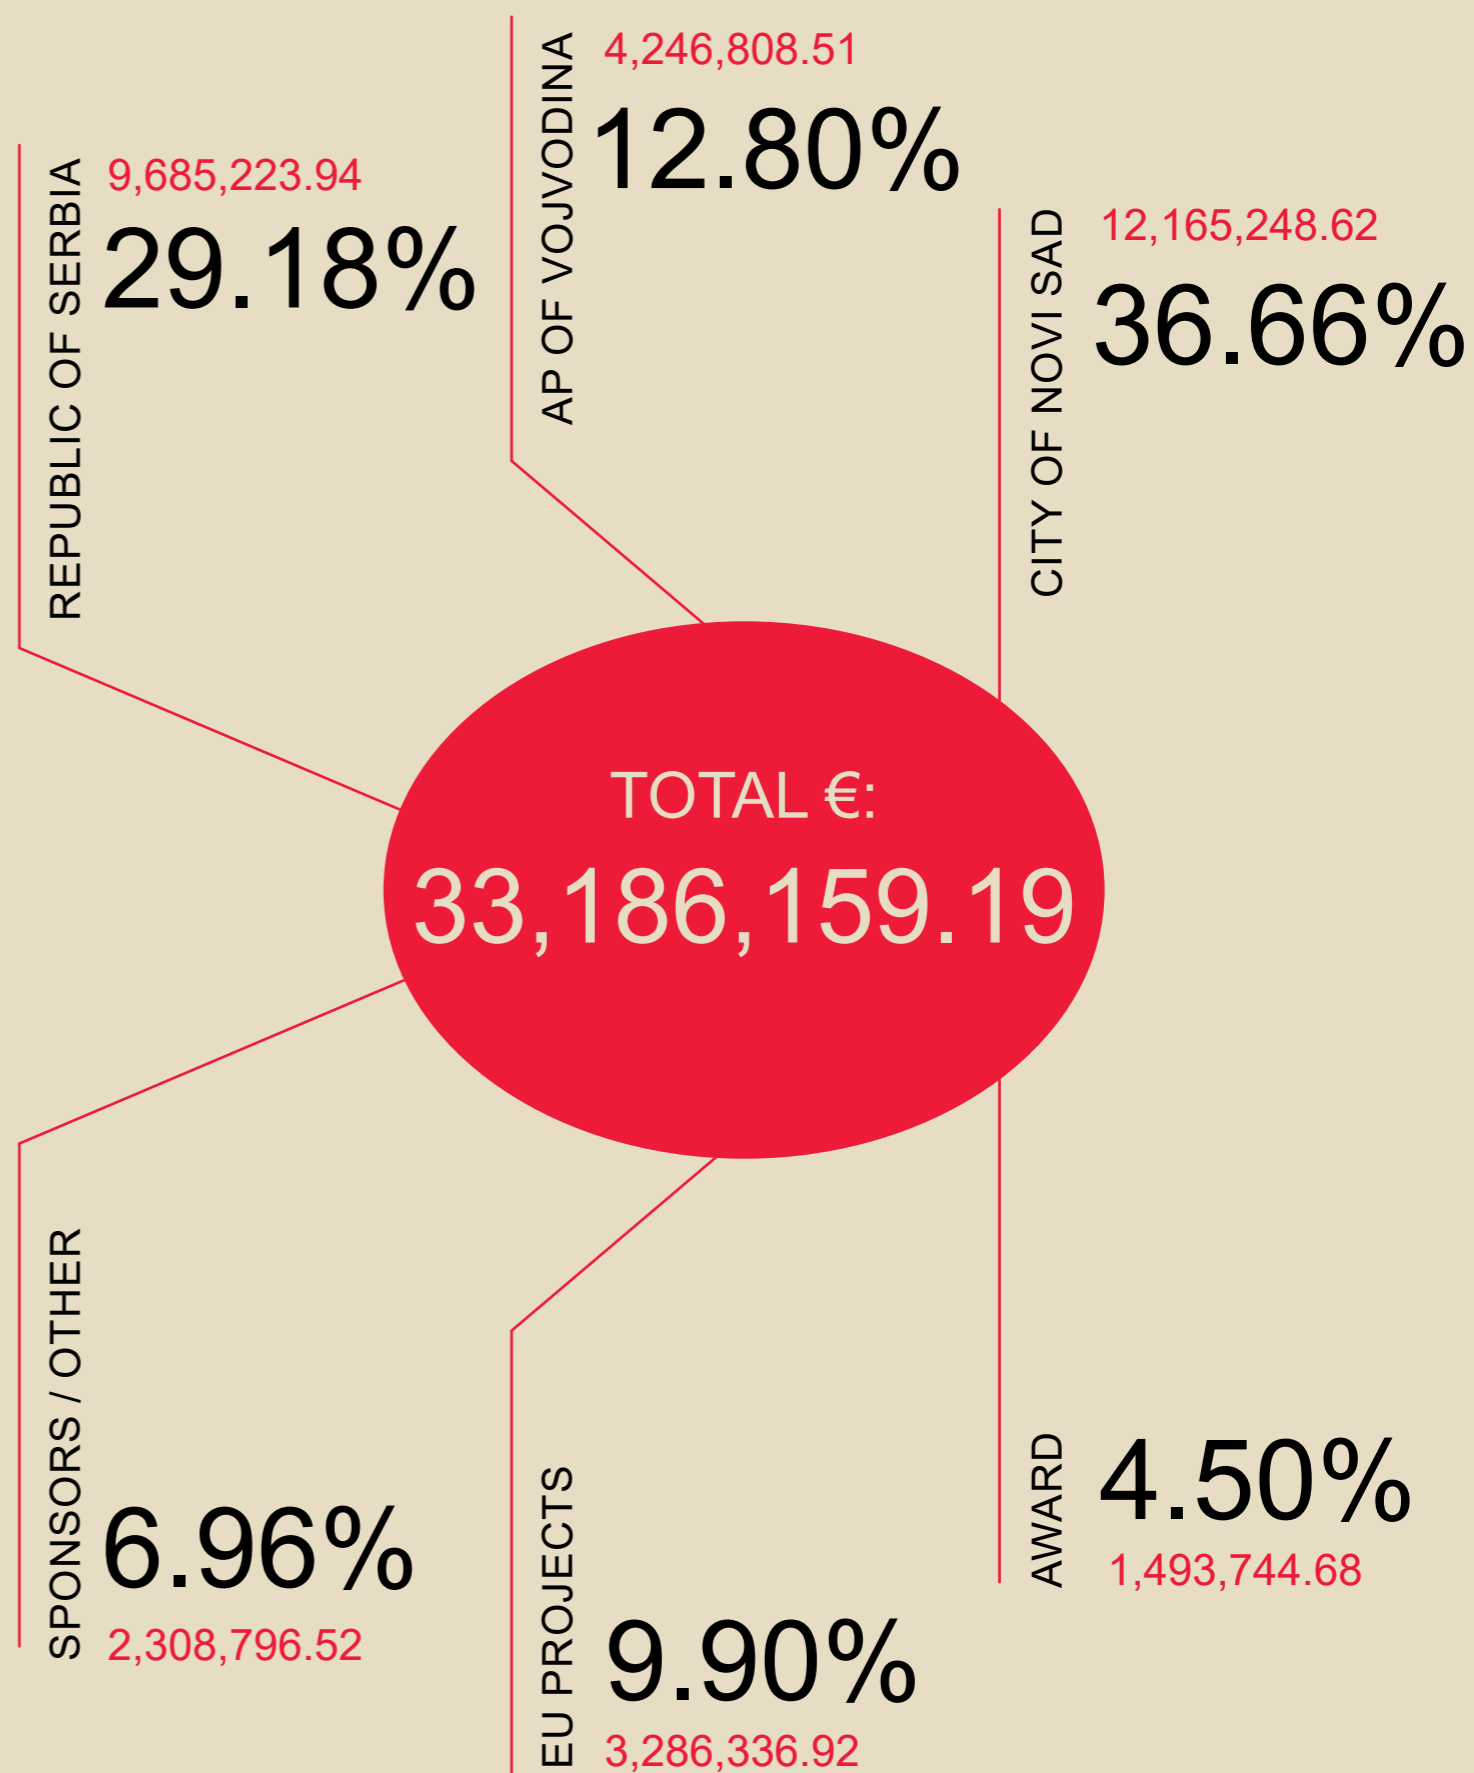 REPUBLIC OF SERBIA
9,685,223.94
29.18%
AP OF VOJVODINA
4,246,808.51
12.80%
CITY OF NOVI SAD
12,165,248.62
36.66%
TOTAL €:
33,186,159.19
SPONSORS / OTHER
6.96%
2,308,796.52
EU PROJECTS
9.90%
3,286,336.92
AWARD
4.50%
1,493,744.68